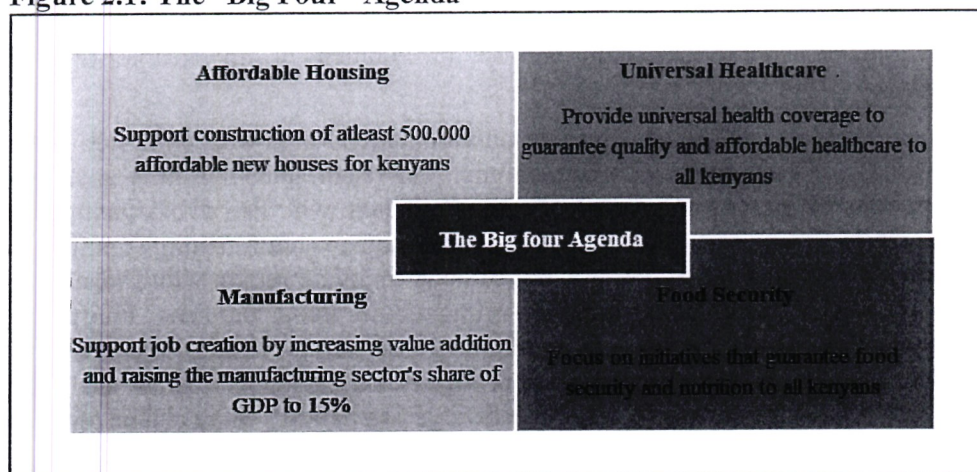 Figure 2.1: The "Big Four" Agenda
Affordable Housing
Support construction of atleast 500,000
affordable new houses for kenyans
Universal Healthcare
Provide universal health coverage to
guarantee quality and affordable healthcare to
all kenyans
The Big four Agenda
Manufacturing
Support job creation by increasing value addition
and raising the manufacturing sector's share of
GDP to 15%
Food Security
Focus on initiatives that guarantee food
security and nutrition to all kenyans